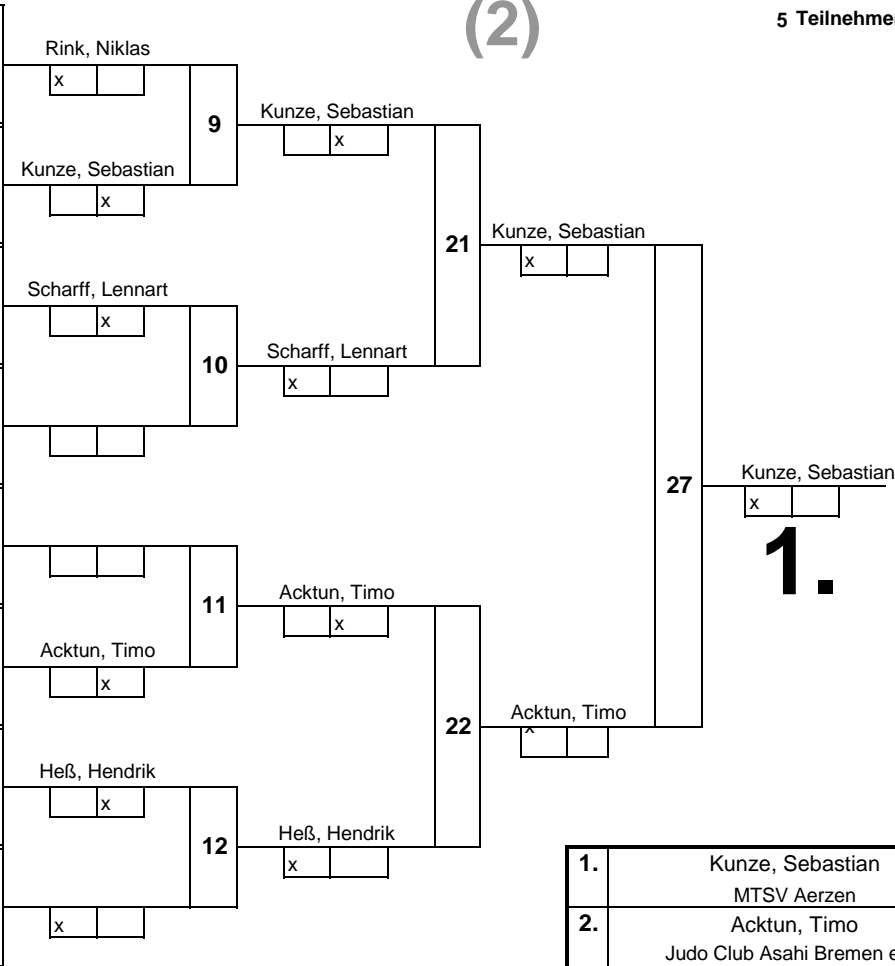 (2)
5 Teilnehme
Rink, Niklas
x
9
Kunze, Sebastian
x
Kunze, Sebastian
x
21
Kunze, Sebastian
x
Scharff, Lennart
x
10
Scharff, Lennart
x
27
Kunze, Sebastian
x
1.
11
Acktun, Timo
x
Acktun, Timo
x
22
Acktun, Timo
x
Heß, Hendrik
x
12
Heß, Hendrik
x
x
1. Kunze, Sebastian
MTSV Aerzen
2. Acktun, Timo
Judo Club Asahi Bremen e